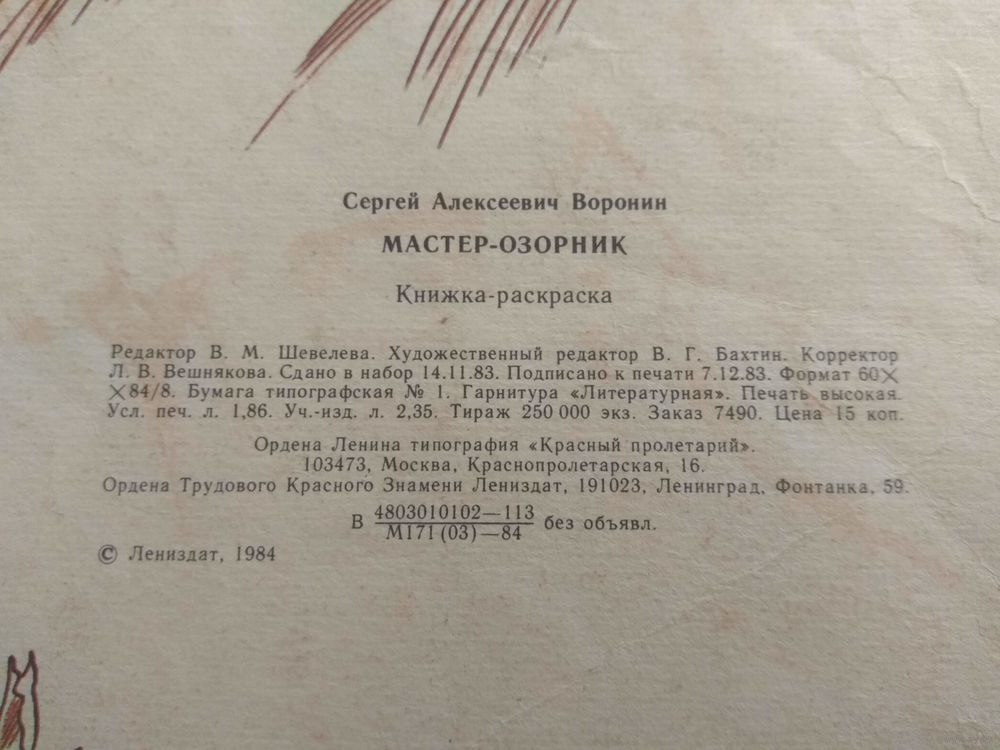 Сергей Алексеевич Воронин
МАСТЕР-ОЗОРНИК
Книжка-раскраска
Редактор В. М. Шевелева. Художественный редактор В. Г. Бахтин. Корректор
Л. В. Вешнякова. Сдано в набор 14.11.83. Подписано к печати 7.12.83. Формат 60×
×84/8. Бумага типографская № 1. Гарнитура «Литературная». Печать высокая.
Усл. печ. л. 1,86. Уч.-изд. л. 2,35. Тираж 250 000 экз. Заказ 7490. Цена 15 коп.
Ордена Ленина типография «Красный пролетарий».
103473, Москва, Краснопролетарская, 16.
Ордена Трудового Красного Знамени Лениздат, 191023, Ленинград, Фонтанка, 59.
В 4803010102—113 без объявл.
М171(03)—84
© Лениздат, 1984